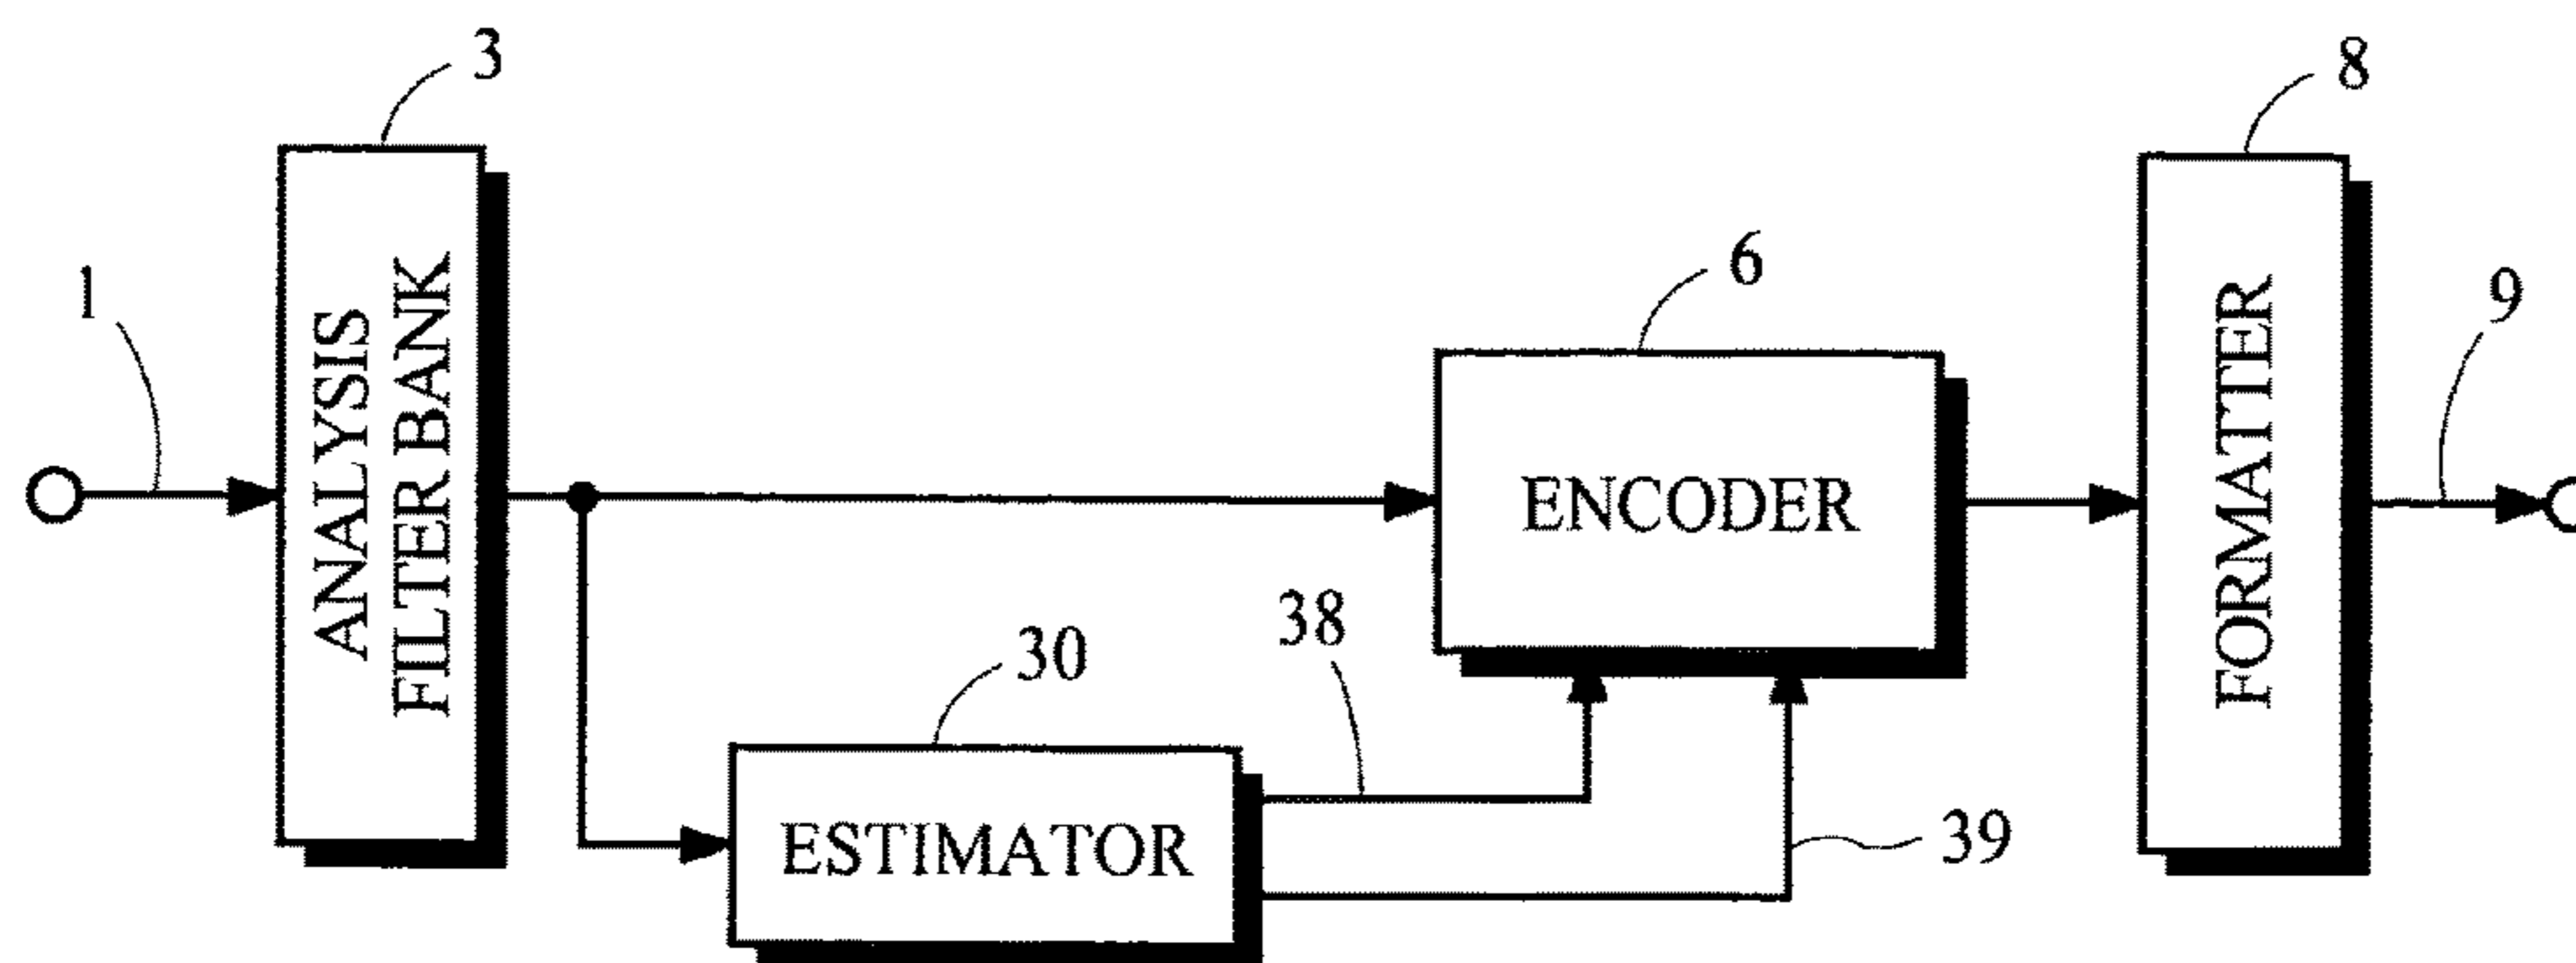 3
8
1
ANALYSIS
FILTER BANK
6
9
ENCODER
FORMATTER
30
38
ESTIMATOR
39